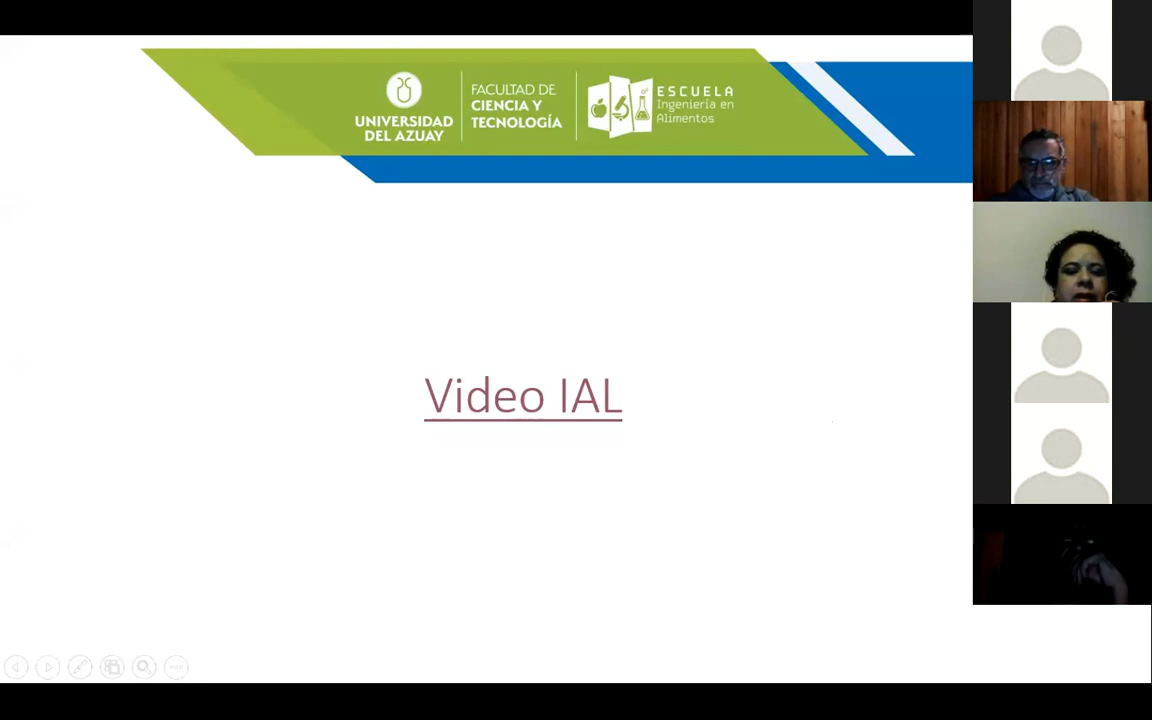 UNIVERSIDAD
DEL AZUAY
FACULTAD DE
CIENCIA Y
TECNOLOGÍA
ESCUELA
Ingeniería en
Alimentos
Video IAL